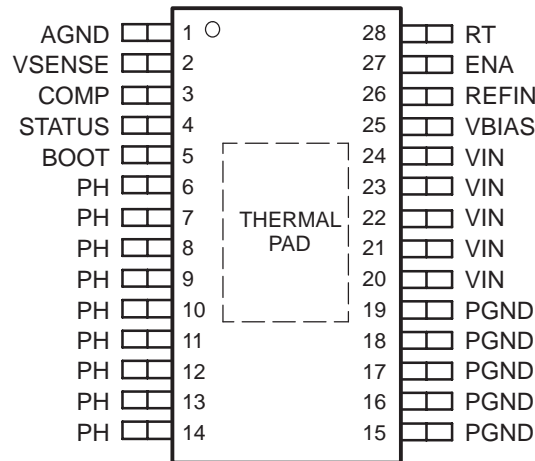 AGND 1 28 RT
VSENSE 2 27 ENA
COMP 3 26 REFIN
STATUS 4 25 VBIAS
BOOT 5 24 VIN
PH 6 23 VIN
PH 7 22 VIN
PH 8 21 VIN
PH 9 20 VIN
PH 10 19 PGND
PH 11 18 PGND
PH 12 17 PGND
PH 13 16 PGND
PH 14 15 PGND
THERMAL
PAD